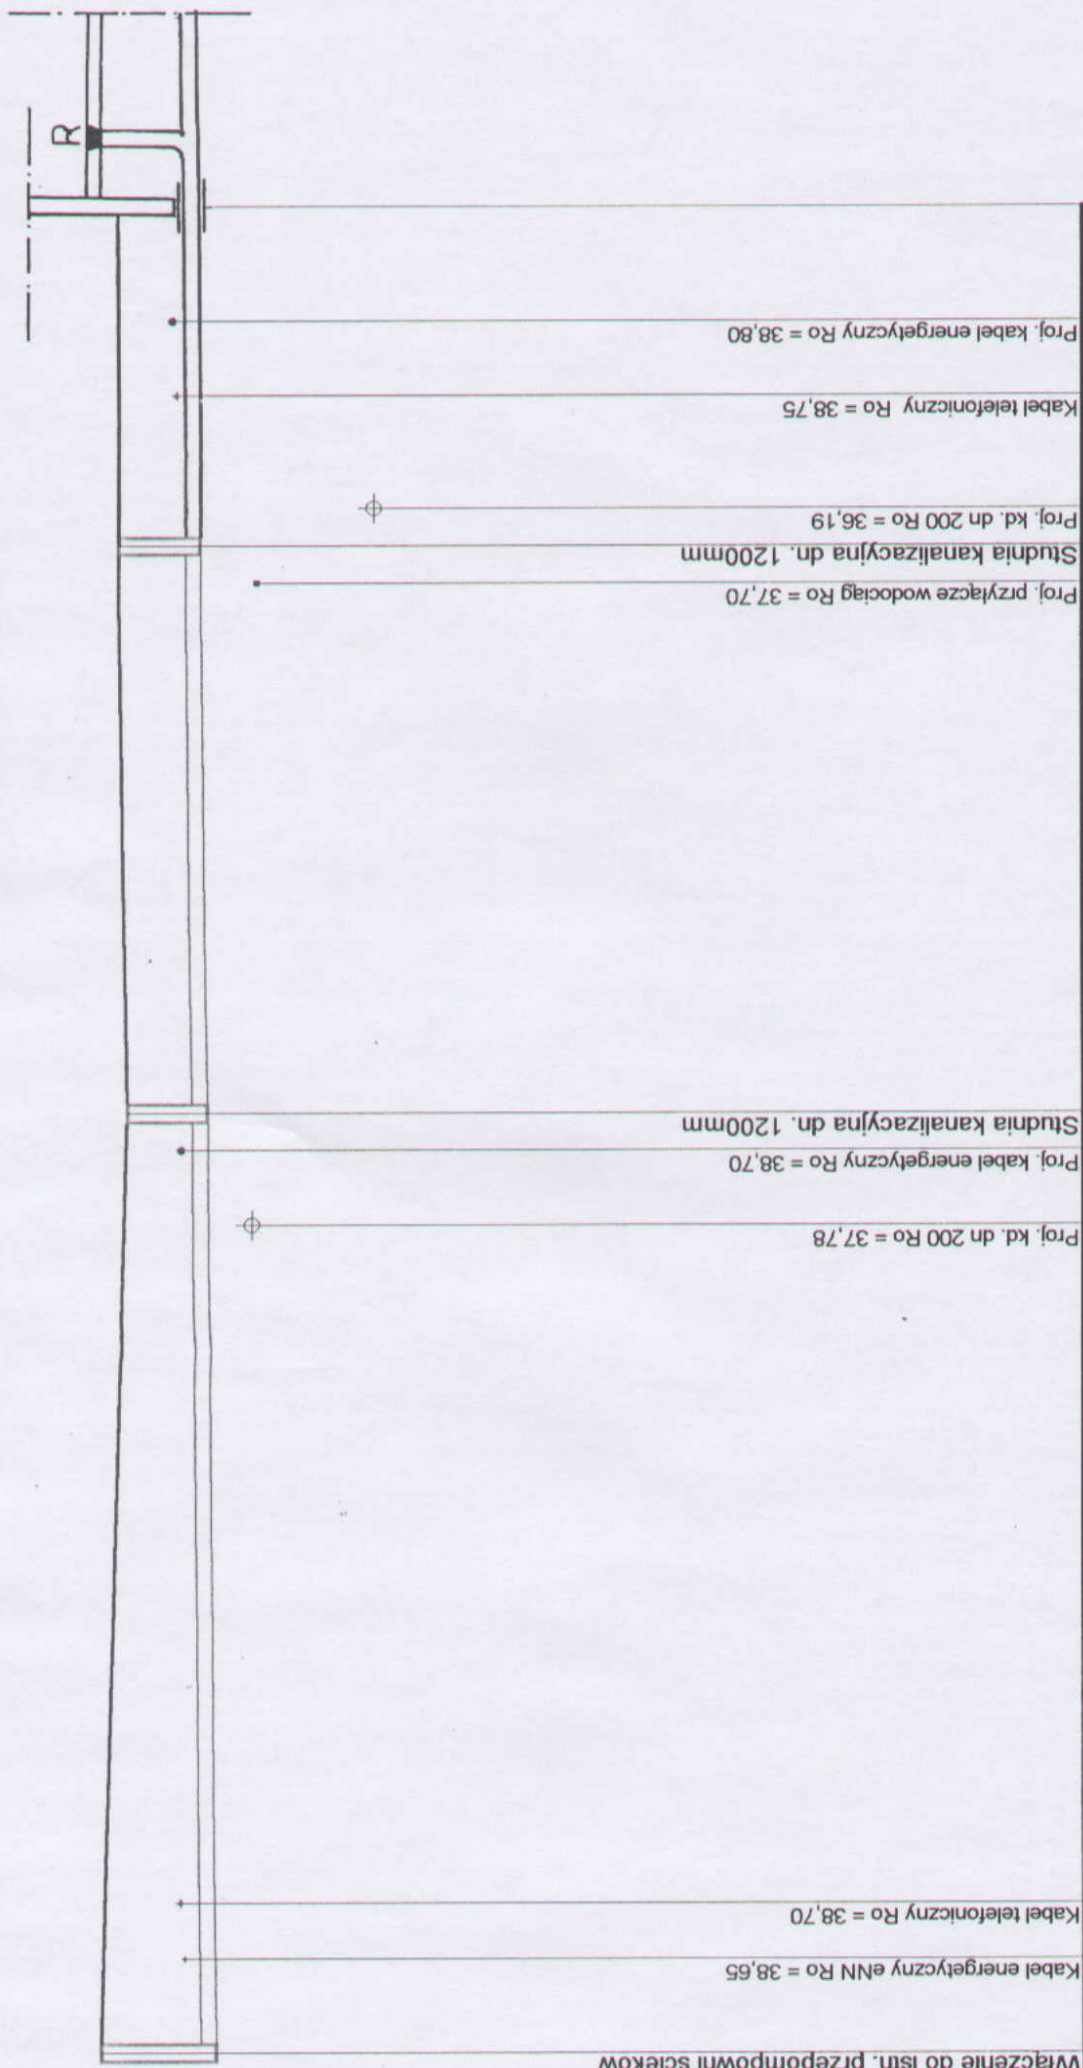 R
Proj. kabel energetyczny Ro = 38,80
Kabel telefoniczny Ro = 38,75
Proj. kd. dn 200 Ro = 36,19
Studnia kanalizacyjna dn. 1200mm
Proj. przyłącze wodociąg Ro = 37,70
Studnia kanalizacyjna dn. 1200mm
Proj. kabel energetyczny Ro = 38,70
Proj. kd. dn 200 Ro = 37,78
Kabel telefoniczny Ro = 38,70
Kabel energetyczny eNN Ro = 38,65
Włączenie do istn. przepompowni ścieków